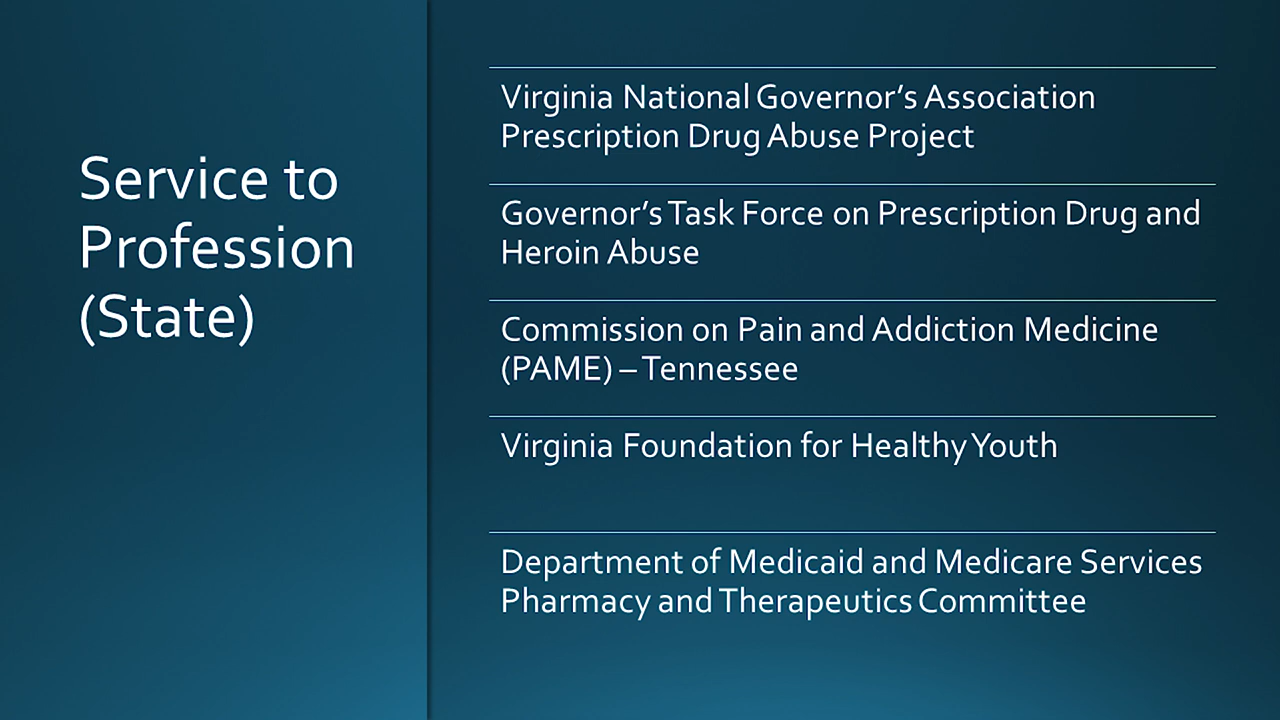 Service to
Profession
(State)
Virginia National Governor’s Association
Prescription Drug Abuse Project
Governor’s Task Force on Prescription Drug and
Heroin Abuse
Commission on Pain and Addiction Medicine
(PAME) – Tennessee
Virginia Foundation for Healthy Youth
Department of Medicaid and Medicare Services
Pharmacy and Therapeutics Committee